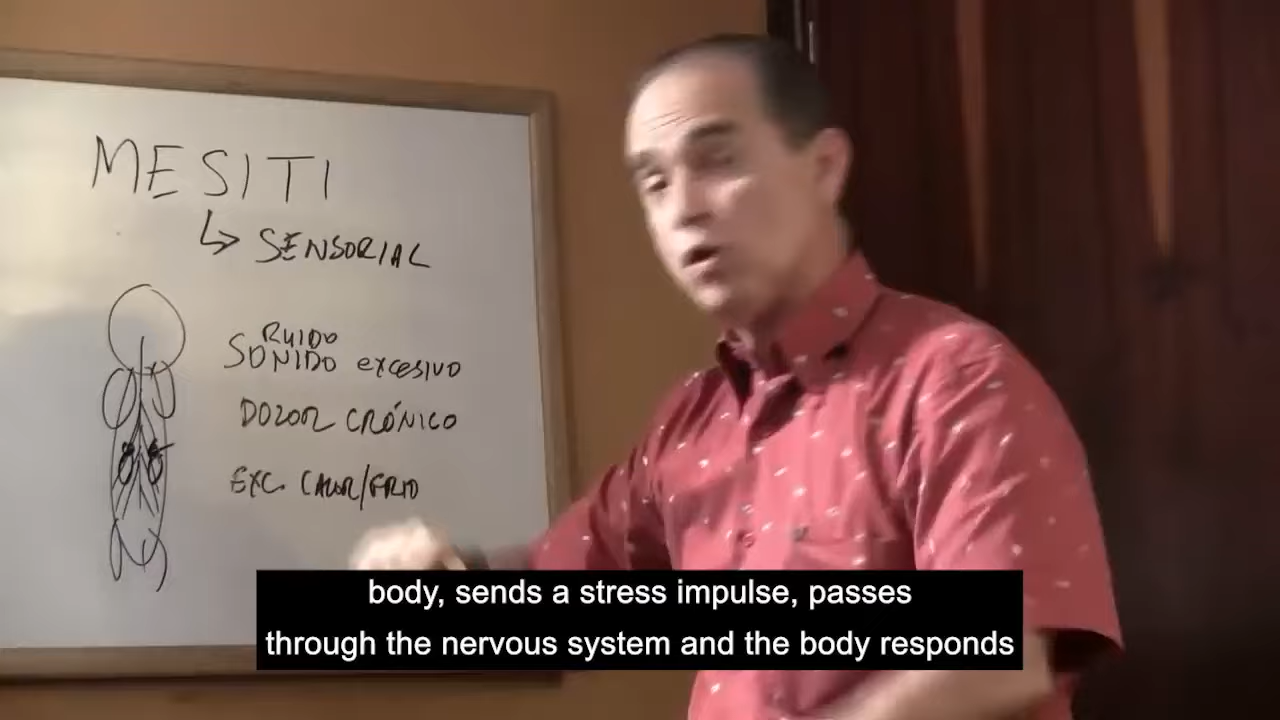 MESITI
↳ SENSORIAL
RUIDO
SONIDO excesivo
DOLOR CRÓNICO
EXC. CALOR/FRIO
body, sends a stress impulse, passes
through the nervous system and the body responds